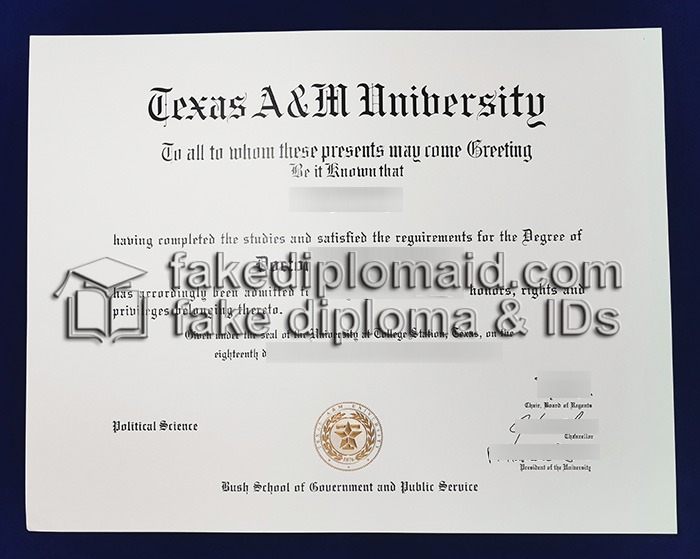 Texas A&M University
To all to whom these presents may come Greeting
Be it Known that
having completed the studies and satisfied the requirements for the Degree of
fakediplomaid.com
has accordingly been admitted honors, rights and
privileges belonging thereto.
fake diploma & IDs
Given under the seal of the University at College Station, Texas, on the
eighteenth d
Chair, Board of Regents
Political Science
Chancellor
President of the University
TEXAS A&M UNIVERSITY
1876
Bush School of Government and Public Service